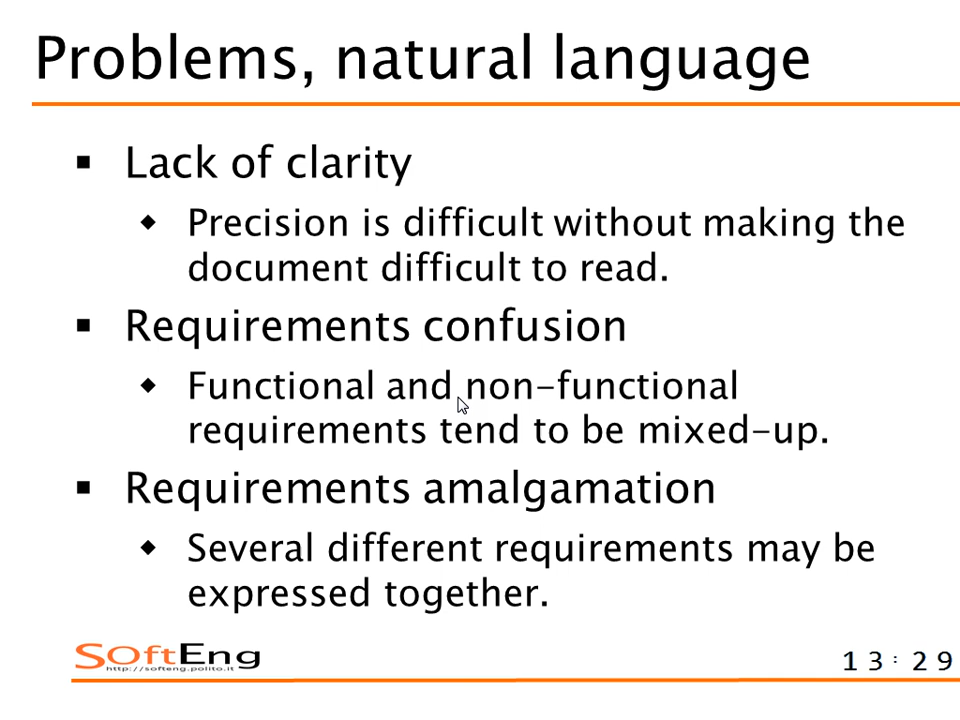 Problems, natural language
▪ Lack of clarity
◆ Precision is difficult without making the
document difficult to read.
▪ Requirements confusion
◆ Functional and non-functional
requirements tend to be mixed-up.
▪ Requirements amalgamation
◆ Several different requirements may be
expressed together.
SOftEng
http://softeng.polito.it
13:29